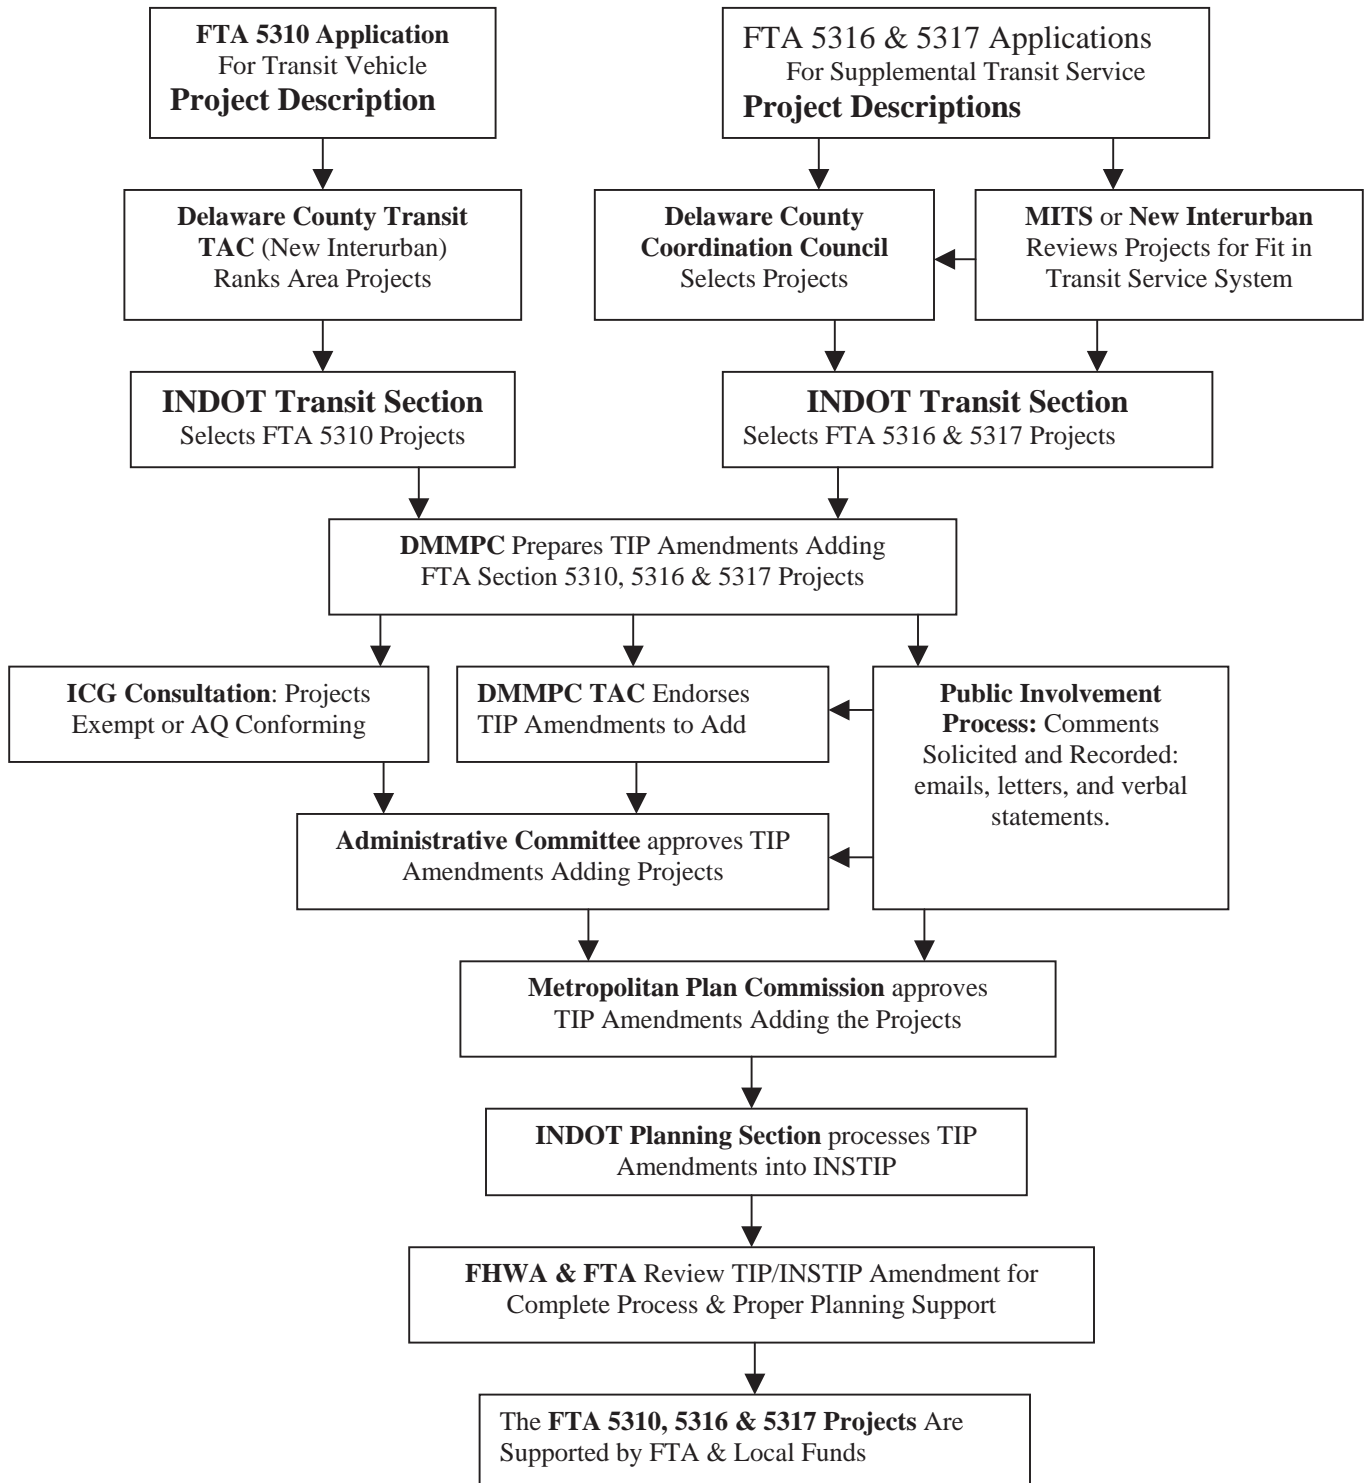 FTA 5310 Application
For Transit Vehicle
Project Description
FTA 5316 & 5317 Applications
For Supplemental Transit Service
Project Descriptions
Delaware County Transit
TAC (New Interurban)
Ranks Area Projects
Delaware County
Coordination Council
Selects Projects
MITS or New Interurban
Reviews Projects for Fit in
Transit Service System
INDOT Transit Section
Selects FTA 5310 Projects
INDOT Transit Section
Selects FTA 5316 & 5317 Projects
DMMPC Prepares TIP Amendments Adding
FTA Section 5310, 5316 & 5317 Projects
ICG Consultation: Projects
Exempt or AQ Conforming
DMMPC TAC Endorses
TIP Amendments to Add
Public Involvement
Process: Comments
Solicited and Recorded:
emails, letters, and verbal
statements.
Administrative Committee approves TIP
Amendments Adding Projects
Metropolitan Plan Commission approves
TIP Amendments Adding the Projects
INDOT Planning Section processes TIP
Amendments into INSTIP
FHWA & FTA Review TIP/INSTIP Amendment for
Complete Process & Proper Planning Support
The FTA 5310, 5316 & 5317 Projects Are
Supported by FTA & Local Funds